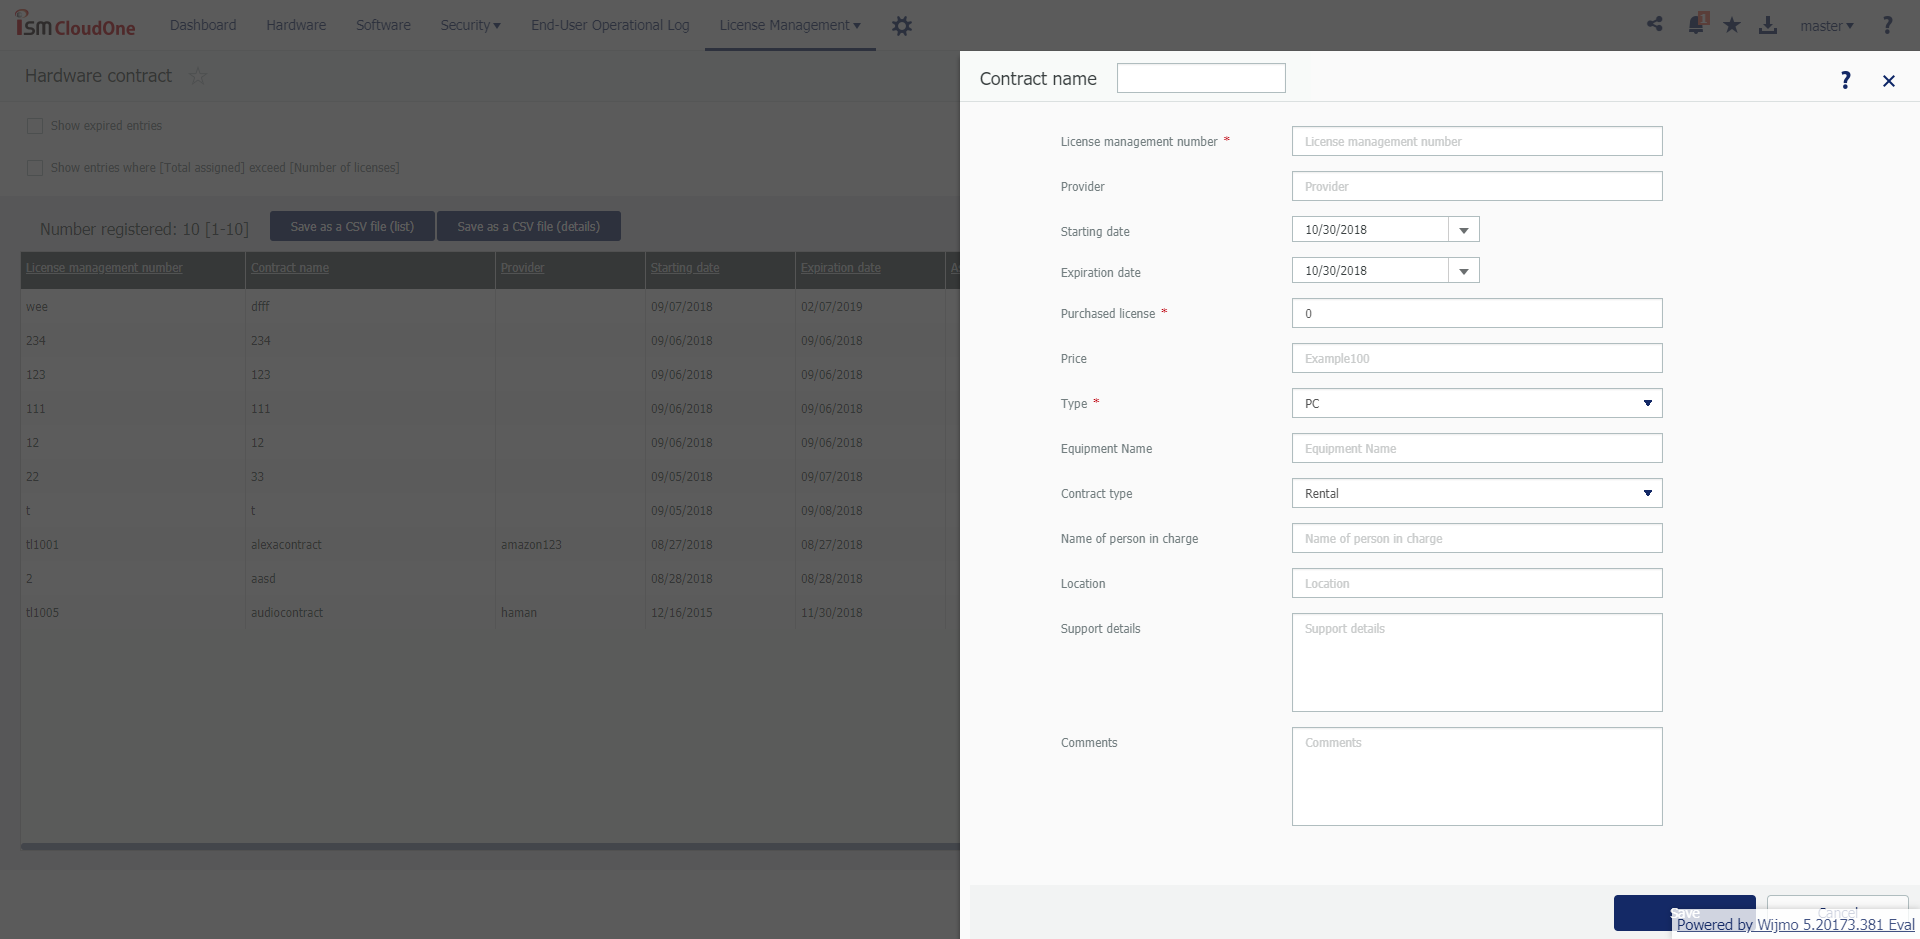 ISM CloudOne
Dashboard Hardware Software Security End-User Operational Log License Management 1 master ?
Hardware contract
Show expired entries
Show entries where [Total assigned] exceed [Number of licenses]
Number registered: 10 [1-10] Save as a CSV file (list) Save as a CSV file (details)
License management number Contract name Provider Starting date Expiration date
wee dfff 09/07/2018 02/07/2019
234 234 09/06/2018 09/06/2018
123 123 09/06/2018 09/06/2018
111 111 09/06/2018 09/06/2018
12 12 09/06/2018 09/06/2018
22 33 09/05/2018 09/07/2018
t t 09/05/2018 09/08/2018
tl1001 alexacontract amazon123 08/27/2018 08/27/2018
2 aasd 08/28/2018 08/28/2018
tl1005 audiocontract haman 12/16/2015 11/30/2018
Contract name ?
License management number * License management number
Provider Provider
Starting date 10/30/2018
Expiration date 10/30/2018
Purchased license * 0
Price Example100
Type * PC
Equipment Name Equipment Name
Contract type Rental
Name of person in charge Name of person in charge
Location Location
Support details Support details
Comments Comments
Save Cancel
Powered by Wijmo 5.20173.381 Eval